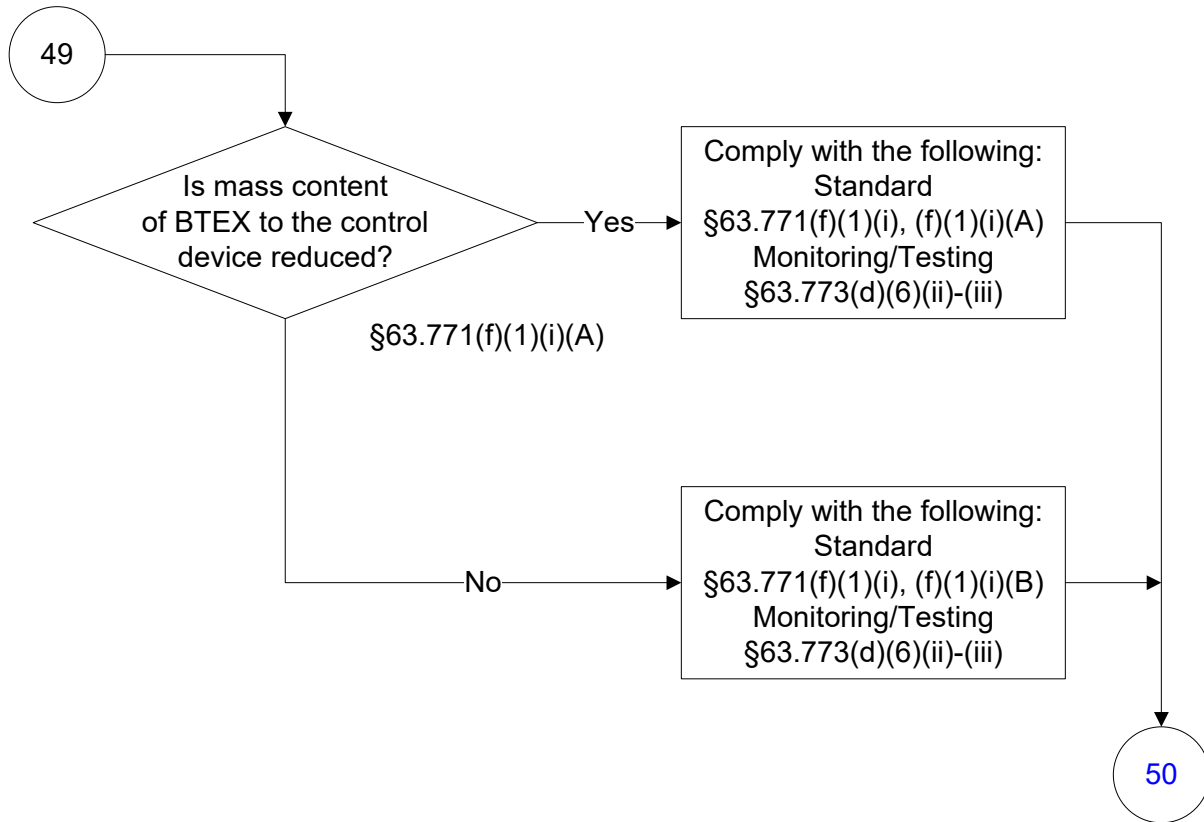 49
Is mass content
of BTEX to the control
device reduced?
Yes
Comply with the following:
Standard
§63.771(f)(1)(i), (f)(1)(i)(A)
Monitoring/Testing
§63.773(d)(6)(ii)-(iii)
§63.771(f)(1)(i)(A)
No
Comply with the following:
Standard
§63.771(f)(1)(i), (f)(1)(i)(B)
Monitoring/Testing
§63.773(d)(6)(ii)-(iii)
50